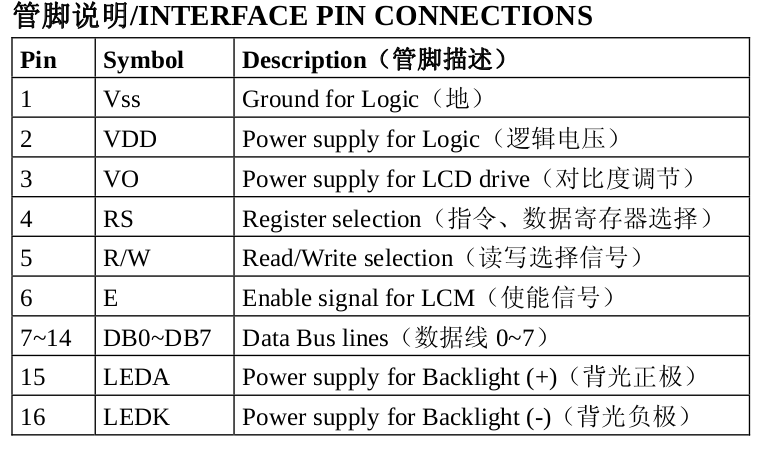 管脚说明/INTERFACE PIN CONNECTIONS
Pin Symbol Description（管脚描述）
1 Vss Ground for Logic（地）
2 VDD Power supply for Logic（逻辑电压）
3 VO Power supply for LCD drive（对比度调节）
4 RS Register selection（指令、数据寄存器选择）
5 R/W Read/Write selection（读写选择信号）
6 E Enable signal for LCM（使能信号）
7~14 DB0~DB7 Data Bus lines（数据线 0~7）
15 LEDA Power supply for Backlight (+)（背光正极）
16 LEDK Power supply for Backlight (-)（背光负极）